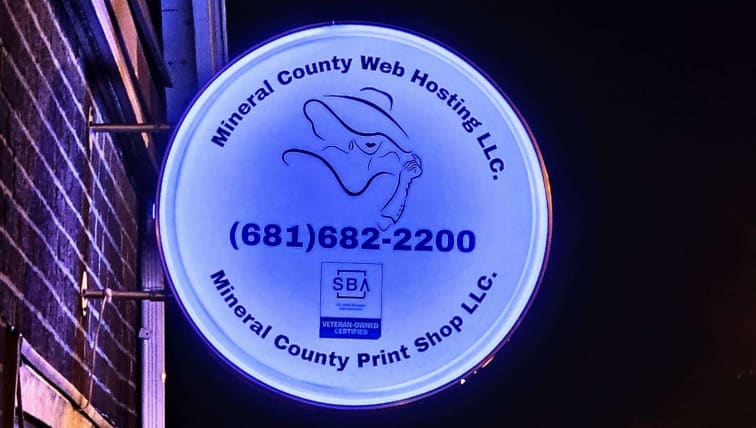 Mineral County Web Hosting LLC.
(681)682-2200
SBA
VETERAN-OWNED
CERTIFIED
Mineral County Print Shop LLC.